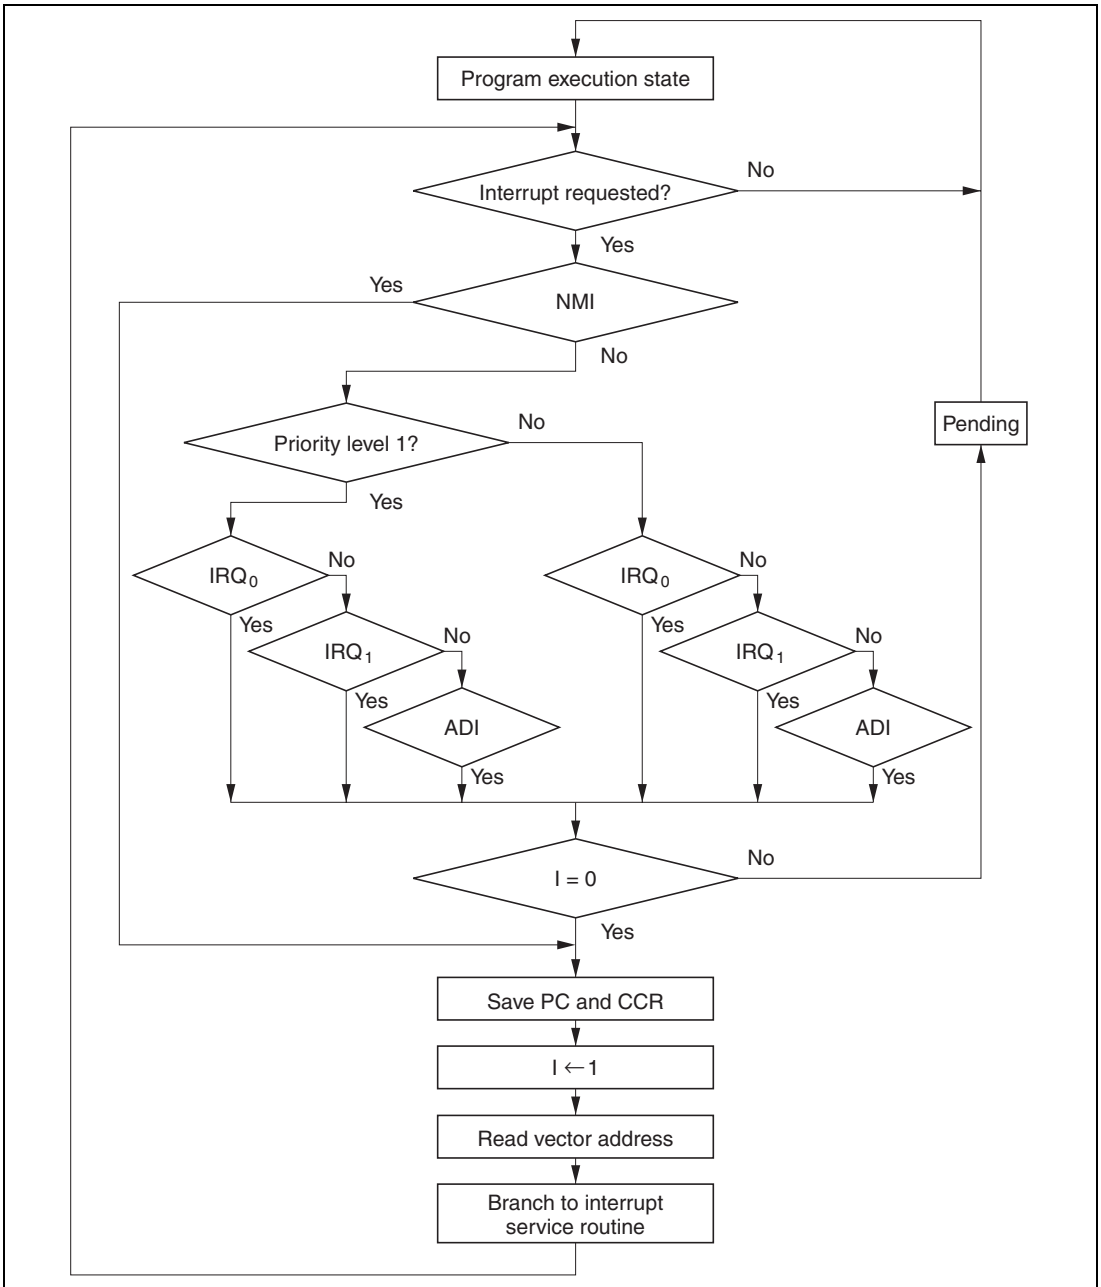 Program execution state
Interrupt requested?
No
Yes
NMI
Yes
No
Priority level 1?
No
Yes
Pending
IRQ0
No
Yes
IRQ1
No
Yes
ADI
Yes
IRQ0
No
Yes
IRQ1
No
Yes
ADI
Yes
I = 0
No
Yes
Save PC and CCR
I ← 1
Read vector address
Branch to interrupt
service routine